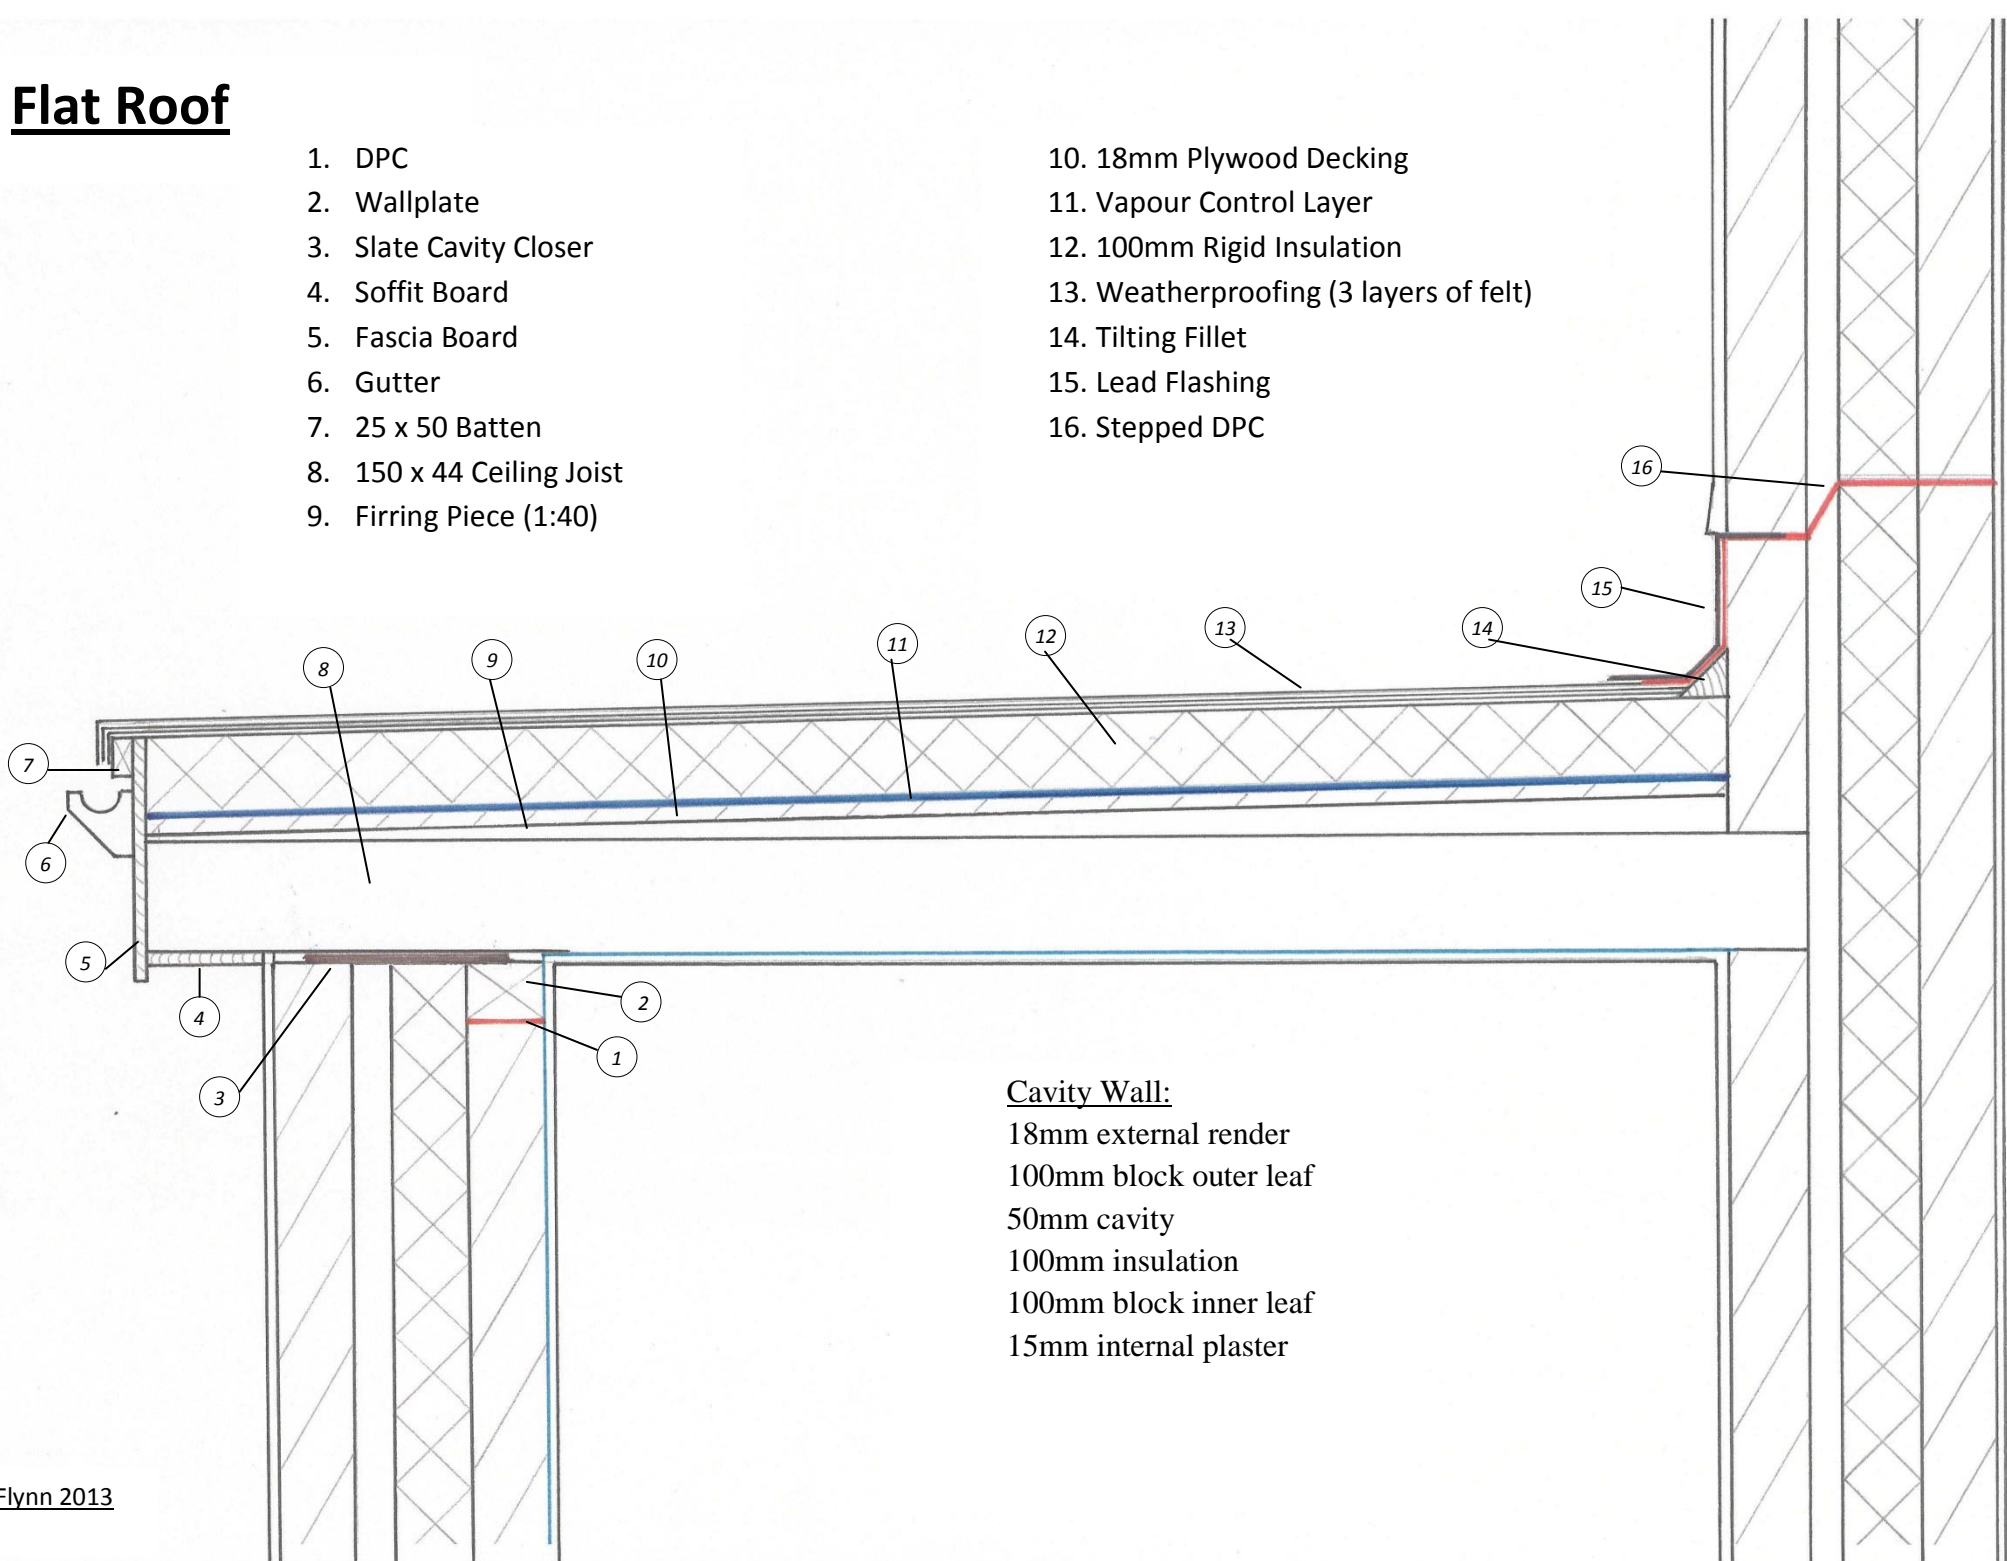 Flat Roof
1. DPC
2. Wallplate
3. Slate Cavity Closer
4. Soffit Board
5. Fascia Board
6. Gutter
7. 25 x 50 Batten
8. 150 x 44 Ceiling Joist
9. Firring Piece (1:40)
10. 18mm Plywood Decking
11. Vapour Control Layer
12. 100mm Rigid Insulation
13. Weatherproofing (3 layers of felt)
14. Tilting Fillet
15. Lead Flashing
16. Stepped DPC
16
15
14
13
12
11
10
9
8
7
6
5
4
3
2
1
Cavity Wall:
18mm external render
100mm block outer leaf
50mm cavity
100mm insulation
100mm block inner leaf
15mm internal plaster
Flynn 2013